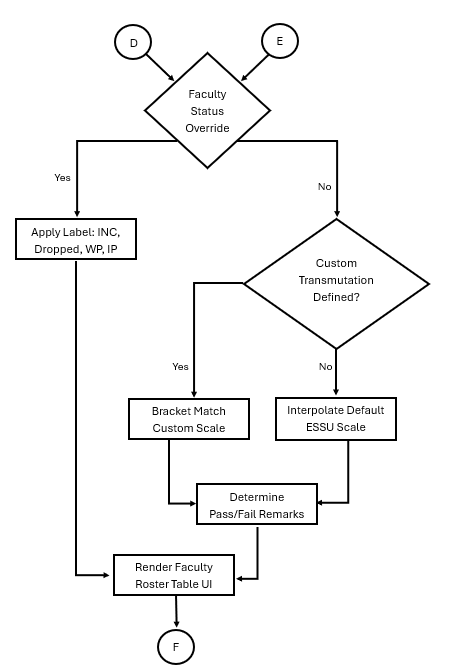 D
E
Faculty
Status
Override
Yes
No
Apply Label: INC,
Dropped, WP, IP
Custom
Transmutation
Defined?
Yes
No
Bracket Match
Custom Scale
Interpolate Default
ESSU Scale
Determine
Pass/Fail Remarks
Render Faculty
Roster Table UI
F